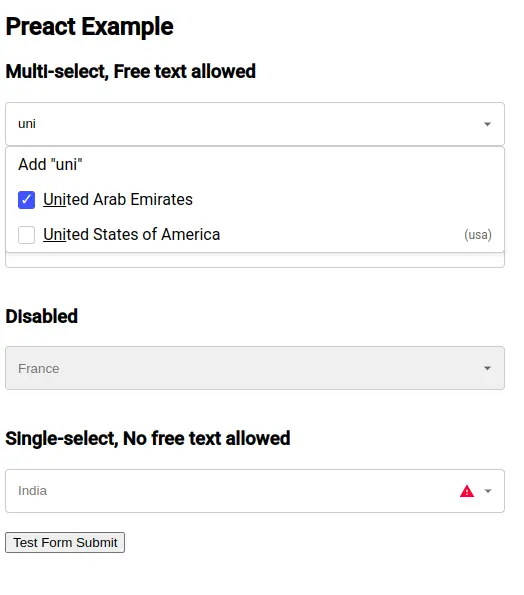 Preact Example
Multi-select, Free text allowed
uni
Add "uni"
United Arab Emirates
United States of America (usa)
Disabled
France
Single-select, No free text allowed
India
Test Form Submit